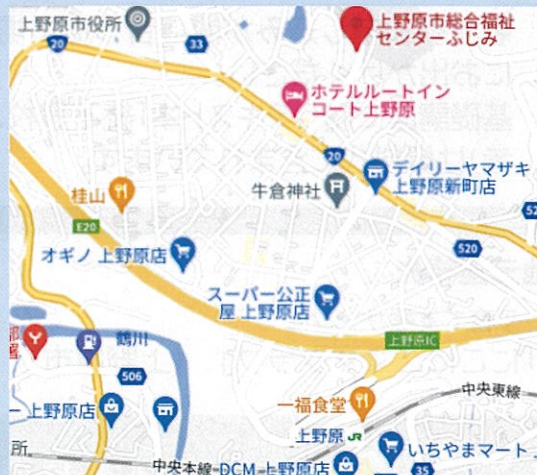 上野原市役所
上野原市総合福祉
センターふじみ
20
33
ホテルルートイン
コート上野原
20
デイリーヤマザキ
上野原新町店
牛倉神社
桂山
E20
520
オギノ 上野原店
スーパー公正
屋 上野原店
上野原IC
鶴川
506
中央東線
一福食堂
ー 上野原店
上野原 JR
いちやまマート
所
中央本線
DCM 上野原店
35